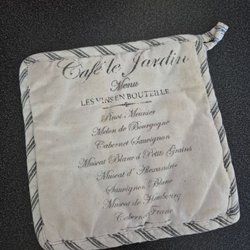 Café le Jardin
Menu
LES VINS EN BOUTEILLE
Pinot Meunier
Melon de Bourgogne
Cabernet Sauvignon
Muscat Blanc à Petits Grains
Muscat d'Alexandrie
Sauvignon Blanc
Muscat de Hambourg
Cabernet Franc